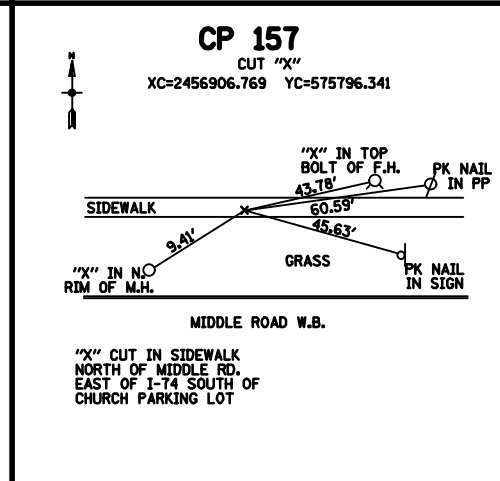 CP 157
CUT "X"
XC=2456906.769 YC=575796.341
N
"X" IN TOP
BOLT OF F.H.
PK NAIL
IN PP
43.78'
60.59'
SIDEWALK
45.63'
9.41'
GRASS
"X" IN N.
RIM OF M.H.
PK NAIL
IN SIGN
MIDDLE ROAD W.B.
"X" CUT IN SIDEWALK
NORTH OF MIDDLE RD.
EAST OF I-74 SOUTH OF
CHURCH PARKING LOT